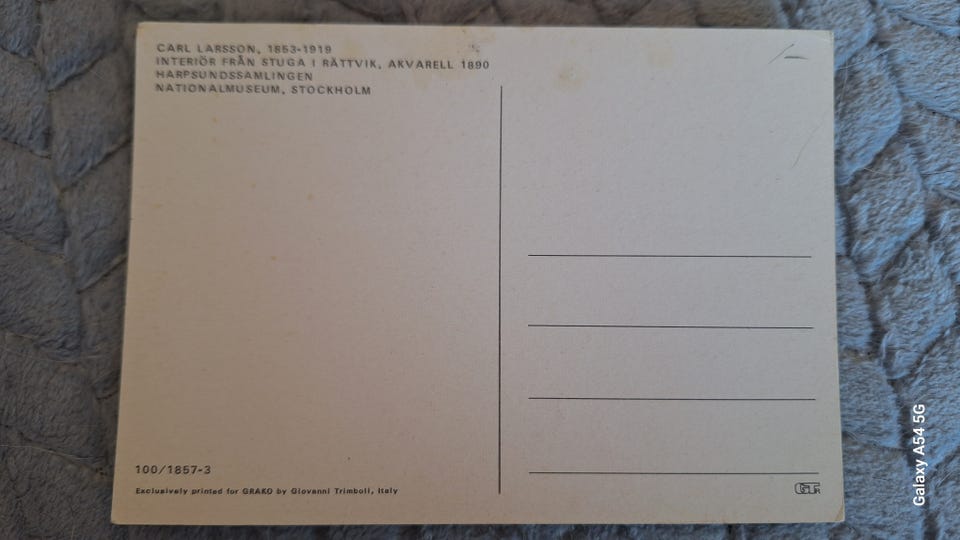 CARL LARSSON, 1853-1919
INTERIÖR FRÅN STUGA I RÄTTVIK, AKVARELL 1890
HARPSUNDSSAMLINGEN
NATIONALMUSEUM, STOCKHOLM
100/1857-3
Exclusively printed for GRAKO by Giovanni Trimboli, Italy
Galaxy A54 5G